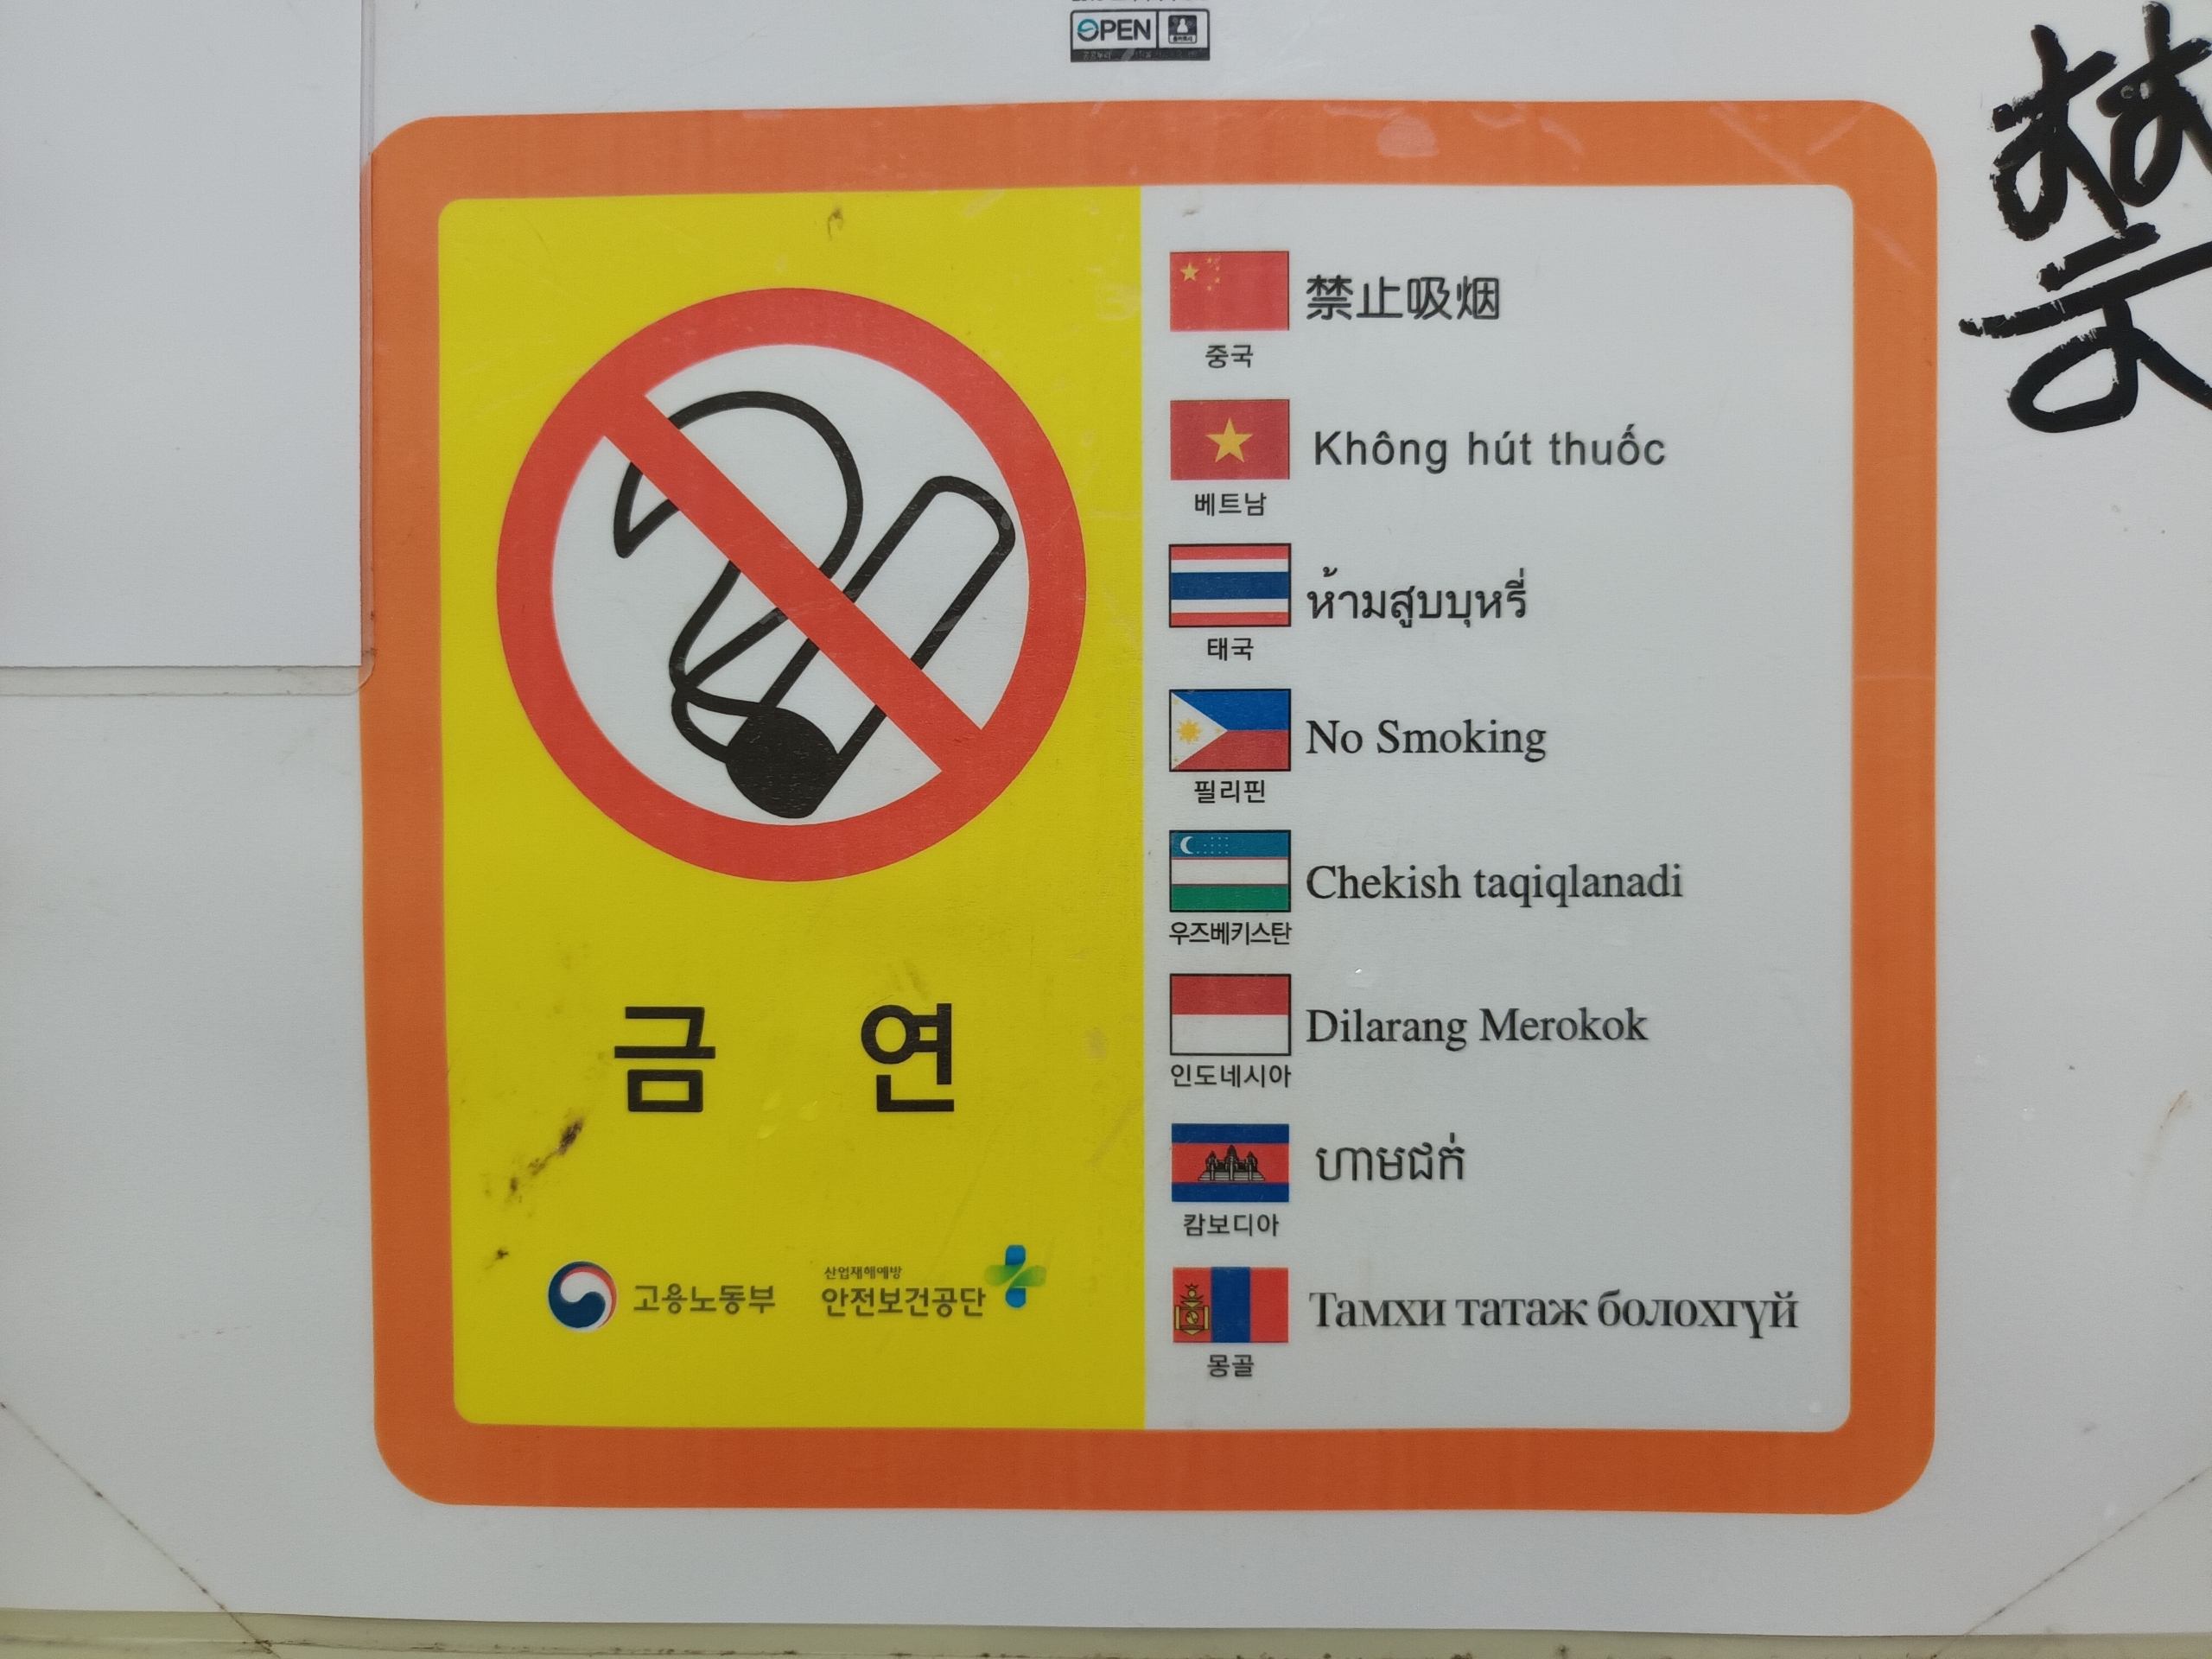 OPEN
금 연
고용노동부
산업재해예방
안전보건공단
禁止吸烟
중국
Không hút thuốc
베트남
ห้ามสูบบุหรี่
태국
No Smoking
필리핀
Chekish taqiqlanadi
우즈베키스탄
Dilarang Merokok
인도네시아
ហាមជក់
캄보디아
Тамхи татаж болохгүй
몽골
禁